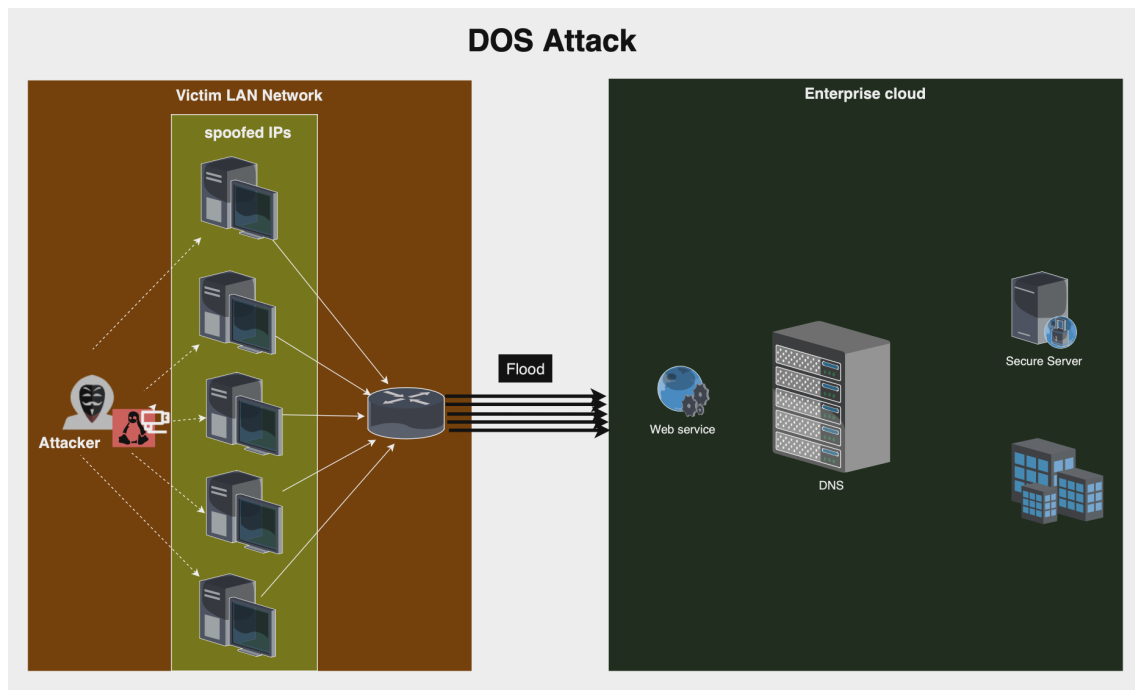 DOS Attack
Victim LAN Network
spoofed IPs
Attacker
Flood
Enterprise cloud
Web service
DNS
Secure Server